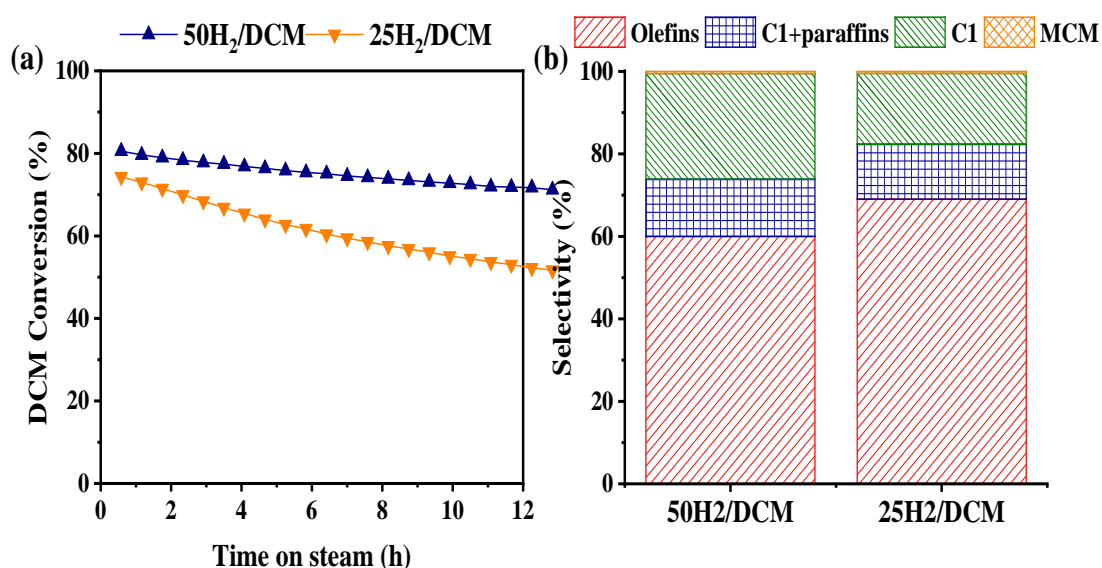 50H₂/DCM 25H₂/DCM
(a)
100
80
60
40
20
0
DCM Conversion (%)
0 2 4 6 8 10 12
Time on steam (h)
Olefins C1+paraffins C1 MCM
(b)
100
80
60
40
20
0
Selectivity (%)
50H2/DCM 25H2/DCM